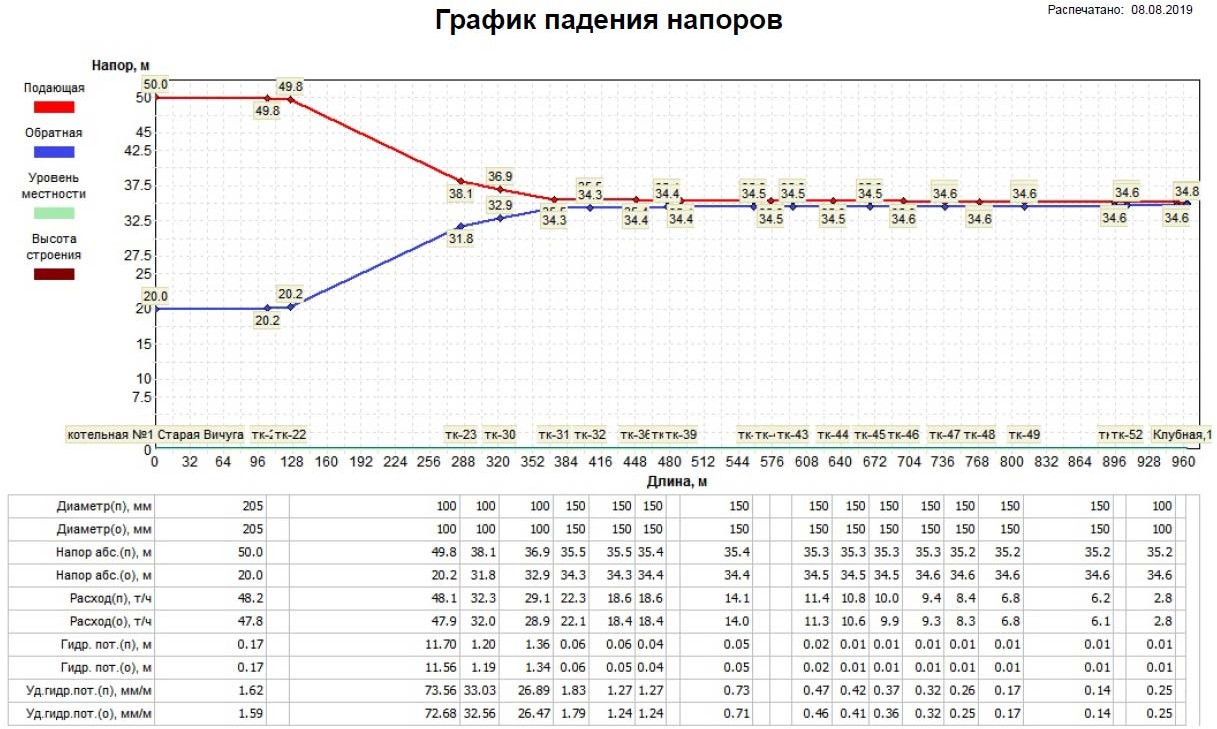 Распечатано: 08.08.2019
График падения напоров
Напор, м
Подающая
Обратная
Уровень
местности
Высота
строения
50
45
42.5
37.5
32.5
27.5
25
20
15
10
7.5
0
50.0 49.8
49.8
38.1 36.9
34.3 34.4 34.5 34.5 34.5 34.6 34.6 34.6 34.8
32.9
31.8 34.3 34.4 34.4 34.5 34.5 34.6 34.6 34.6 34.6
20.0 20.2
20.2
котельная №1 Старая Вичуга тк-22 тк-23 тк-30 тк-31 тк-32 тк-36 тк-39 тк-43 тк-44 тк-45 тк-46 тк-47 тк-48 тк-49 тк-52 Клубная,1
0 32 64 96 128 160 192 224 256 288 320 352 384 416 448 480 512 544 576 608 640 672 704 736 768 800 832 864 896 928 960
Длина, м
Диаметр(п), мм 205 100 100 100 150 150 150 150 150 150 150 150 150 150 150 100
Диаметр(о), мм 205 100 100 100 150 150 150 150 150 150 150 150 150 150 150 100
Напор абс.(п), м 50.0 49.8 38.1 36.9 35.5 35.5 35.4 35.4 35.3 35.3 35.3 35.3 35.2 35.2 35.2 35.2
Напор абс.(о), м 20.0 20.2 31.8 32.9 34.3 34.3 34.4 34.4 34.5 34.5 34.5 34.6 34.6 34.6 34.6 34.6
Расход(п), т/ч 48.2 48.1 32.3 29.1 22.3 18.6 18.6 14.1 11.4 10.8 10.0 9.4 8.4 6.8 6.2 2.8
Расход(о), т/ч 47.8 47.9 32.0 28.9 22.1 18.4 18.4 14.0 11.3 10.6 9.9 9.3 8.3 6.8 6.1 2.8
Гидр. пот.(п), м 0.17 11.70 1.20 1.36 0.06 0.06 0.04 0.05 0.02 0.01 0.01 0.01 0.01 0.01 0.01 0.01
Гидр. пот.(о), м 0.17 11.56 1.19 1.34 0.06 0.05 0.04 0.05 0.02 0.01 0.01 0.01 0.01 0.01 0.01 0.01
Уд.гидр.пот.(п), мм/м 1.62 73.56 33.03 26.89 1.83 1.27 1.27 0.73 0.47 0.42 0.37 0.32 0.26 0.17 0.14 0.25
Уд.гидр.пот.(о), мм/м 1.59 72.68 32.56 26.47 1.79 1.24 1.24 0.71 0.46 0.41 0.36 0.32 0.25 0.17 0.14 0.25